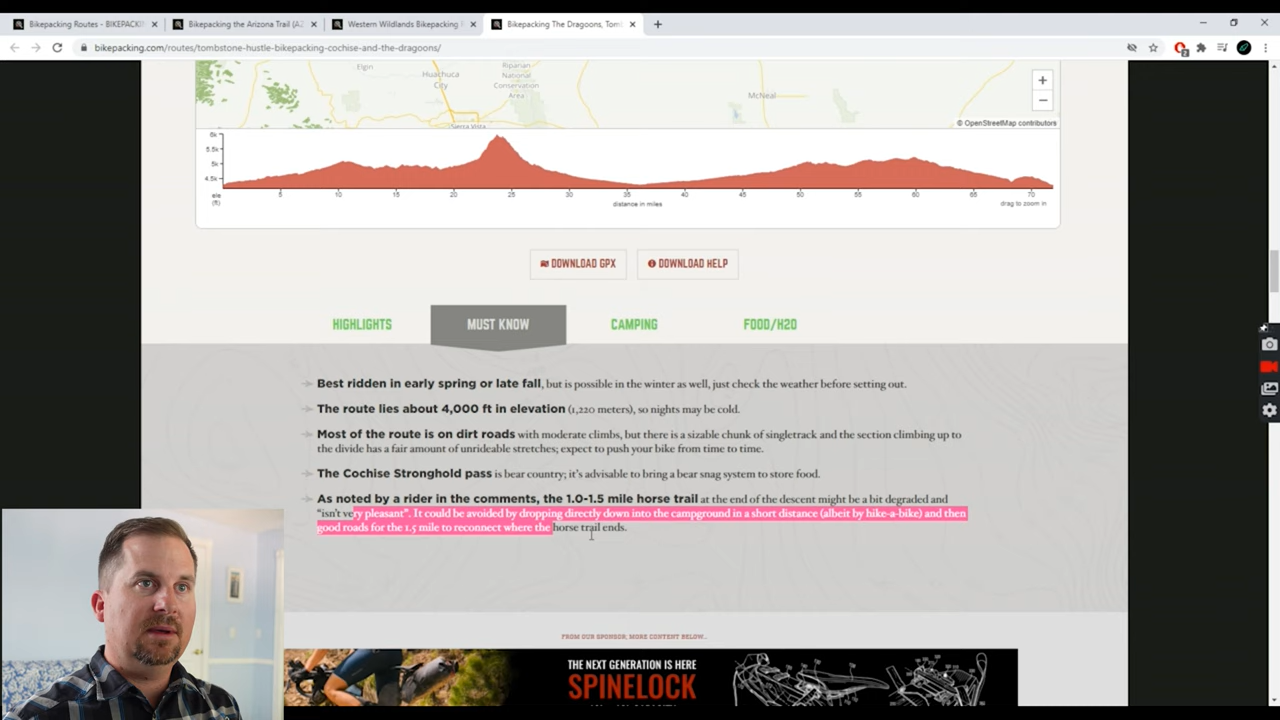 Bikepacking Routes - BIKEPACKIN
Bikepacking the Arizona Trail (AZ
Western Wildlands Bikepacking R
Bikepacking The Dragoons, Tomb
bikepacking.com/routes/tombstone-hustle-bikepacking-cochise-and-the-dragoons/
Elgin
Huachuca
City
Riparian
National
Conservation
Area
McNeal
Sierra Vista
+
−
© OpenStreetMap contributors
6k
5.5k
5k
4.5k
ele
(ft)
5 10 15 20 25 30 35 40 45 50 55 60 65 70
distance in miles
drag to zoom in
DOWNLOAD GPX
DOWNLOAD HELP
HIGHLIGHTS
MUST KNOW
CAMPING
FOOD/H2O
Best ridden in early spring or late fall, but is possible in the winter as well, just check the weather before setting out.
The route lies about 4,000 ft in elevation (1,220 meters), so nights may be cold.
Most of the route is on dirt roads with moderate climbs, but there is a sizable chunk of singletrack and the section climbing up to
the divide has a fair amount of unrideable stretches; expect to push your bike from time to time.
The Cochise Stronghold pass is bear country; it's advisable to bring a bear snag system to store food.
As noted by a rider in the comments, the 1.0-1.5 mile horse trail at the end of the descent might be a bit degraded and
“isn't very pleasant”. It could be avoided by dropping directly down into the campground in a short distance (albeit by hike-a-bike) and then
good roads for the 1.5 mile to reconnect where the horse trail ends.
FROM OUR SPONSOR, MORE CONTENT BELOW..
THE NEXT GENERATION IS HERE
SPINELOCK